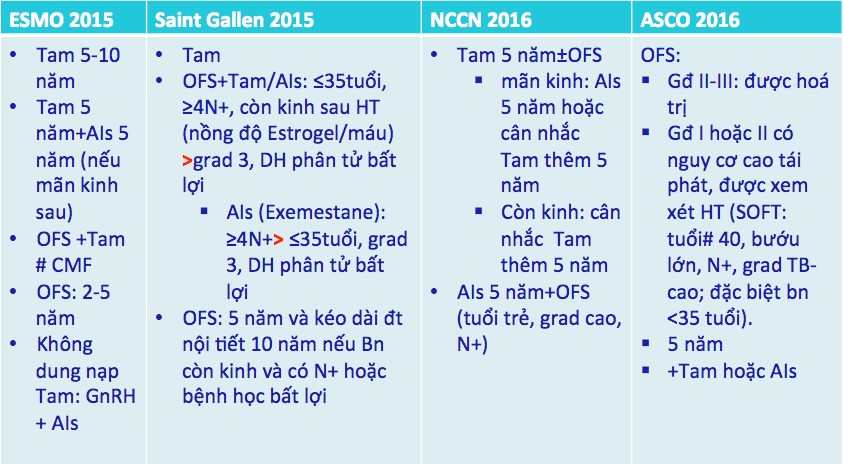 ESMO 2015
• Tam 5-10
năm
• Tam 5
năm+AIs 5
năm (nếu
mãn kinh
sau)
• OFS +Tam
# CMF
• OFS: 2-5
năm
• Không
dung nạp
Tam: GnRH
+ AIs
Saint Gallen 2015
• Tam
• OFS+Tam/AIs: ≤35tuổi,
≥4N+, còn kinh sau HT
(nồng độ Estrogel/máu)
>grad 3, DH phân tử bất
lợi
▪ AIs (Exemestane):
≥4N+> ≤35tuổi, grad
3, DH phân tử bất
lợi
• OFS: 5 năm và kéo dài đt
nội tiết 10 năm nếu Bn
còn kinh và có N+ hoặc
bệnh học bất lợi
NCCN 2016
• Tam 5 năm±OFS
▪ mãn kinh: AIs
5 năm hoặc
cân nhắc
Tam thêm 5
năm
▪ Còn kinh: cân
nhắc Tam
thêm 5 năm
• AIs 5 năm+OFS
(tuổi trẻ, grad cao,
N+)
ASCO 2016
OFS:
▪ Gđ II-III: được hoá
trị
▪ Gđ I hoặc II có
nguy cơ cao tái
phát, được xem
xét HT (SOFT:
tuổi# 40, bướu
lớn, N+, grad TB-
cao; đặc biệt bn
<35 tuổi).
▪ 5 năm
▪ +Tam hoặc AIs